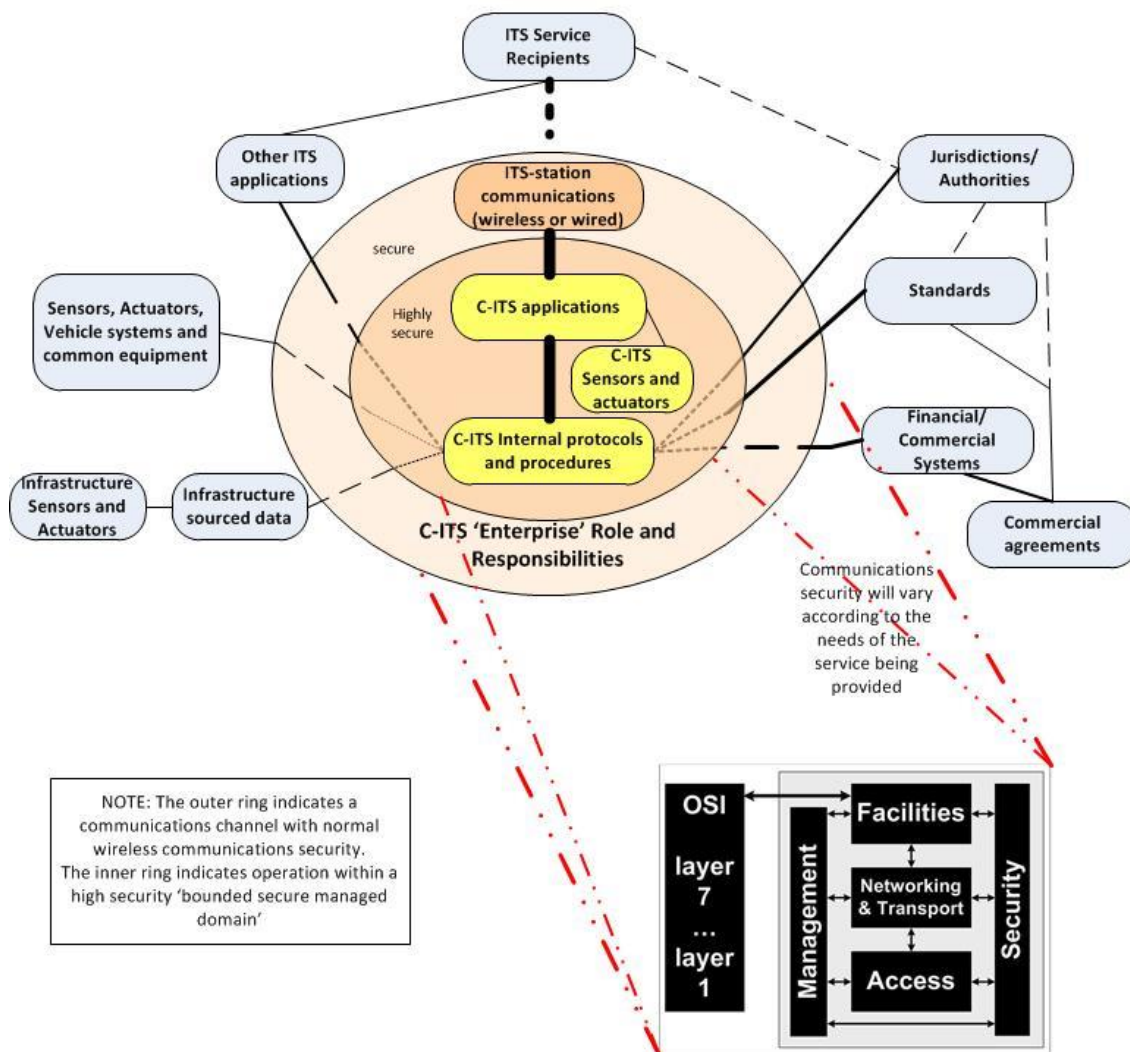 ITS Service
Recipients
Other ITS
applications
ITS-station
communications
(wireless or wired)
Jurisdictions/
Authorities
secure
Sensors, Actuators,
Vehicle systems and
common equipment
Highly
secure
C-ITS applications
Standards
C-ITS
Sensors and
actuators
C-ITS Internal protocols
and procedures
Financial/
Commercial
Systems
Infrastructure
Sensors and
Actuators
Infrastructure
sourced data
C-ITS ‘Enterprise’ Role and
Responsibilities
Commercial
agreements
Communications
security will vary
according to the
needs of the
service being
provided
NOTE: The outer ring indicates a
communications channel with normal
wireless communications security.
The inner ring indicates operation within a
high security ‘bounded secure managed
domain’
OSI
layer
7
...
layer
1
Management
Facilities
Networking
& Transport
Access
Security